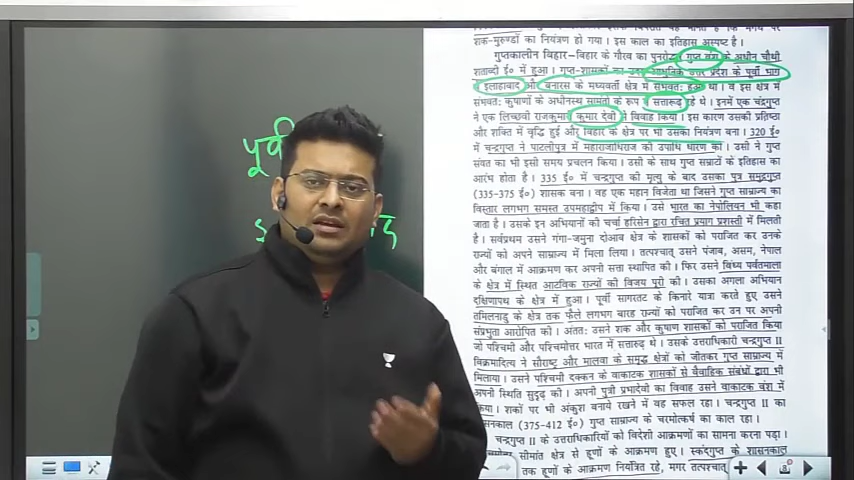 शक-मुरुण्डों का नियंत्रण हो गया। इस काल का इतिहास अस्पष्ट है।
गुप्तकालीन बिहार-बिहार के गौरव का पुनरोदय गुप्त वंश के अधीन चौथी
शताब्दी ई० में हुआ। गुप्त-शासकों का उदय आधुनिक उत्तर प्रदेश के पूर्वी भाग
इलाहाबाद और बनारस के मध्यवर्ती क्षेत्र में संभवत: हुआ था। वे इस क्षेत्र में
संभवत: कुषाणों के अधीनस्थ सामंतों के रूप में सत्तारूढ़ रहे थे। इनमें एक चंद्रगुप्त
ने एक लिच्छवी राजकुमारी कुमार देवी से विवाह किया। इस कारण उसकी प्रतिष्ठा
और शक्ति में वृद्धि हुई और बिहार के क्षेत्र पर भी उसका नियंत्रण बना। 320 ई०
में चन्द्रगुप्त ने पाटलीपुत्र में महाराजाधिराज की उपाधि धारण की। उसी ने गुप्त
संवत का भी इसी समय प्रचलन किया। उसी के साथ गुप्त सम्राटों के इतिहास का
आरंभ होता है। 335 ई० में चन्द्रगुप्त की मृत्यु के बाद उसका पुत्र समुद्रगुप्त
(335-375 ई०) शासक बना। वह एक महान विजेता था जिसने गुप्त साम्राज्य का
विस्तार लगभग समस्त उपमहाद्वीप में किया। उसे भारत का नेपोलियन भी कहा
जाता है। उसके इन अभियानों की चर्चा हरिसेन द्वारा रचित प्रयाग प्रशस्ती में मिलती
है। सर्वप्रथम उसने गंगा-जमुना दोआब क्षेत्र के शासकों को पराजित कर उनके
राज्यों को अपने साम्राज्य में मिला लिया। तत्पश्चात् उसने पंजाब, असम, नेपाल
और बंगाल में आक्रमण कर अपनी सत्ता स्थापित की। फिर उसने विंध्य पर्वतमाला
के क्षेत्र में स्थित आटविक राज्यों की विजय पूरी की। उसका अगला अभियान
दक्षिणापथ के क्षेत्र में हुआ। पूर्वी सागरतट के किनारे यात्रा करते हुए उसने
तमिलनाडु के क्षेत्र तक फैले लगभग बारह राज्यों को पराजित कर उन पर अपनी
संप्रभुता आरोपित की। अंतत: उसने शक और कुषाण शासकों को पराजित किया
जो पश्चिमी और पश्चिमोत्तर भारत में सत्तारूढ़ थे। उसके उत्तराधिकारी चन्द्रगुप्त II
विक्रमादित्य ने सौराष्ट्र और मालवा के समृद्ध क्षेत्रों को जीतकर गुप्त साम्राज्य में
मिलाया। उसने पश्चिमी दक्कन के वाकाटक शासकों से वैवाहिक संबंधों द्वारा भी
अपनी स्थिति सुदृढ़ की। अपनी पुत्री प्रभादेवी का विवाह उसने वाकाटक वंश में
किया। शकों पर भी अंकुश बनाये रखने में वह सफल रहा। चन्द्रगुप्त II का
(375-412 ई०) गुप्त साम्राज्य के चरमोत्कर्ष का काल रहा।
चन्द्रगुप्त II के उत्तराधिकारियों को विदेशी आक्रमणों का सामना करना पड़ा।
सीमांत क्षेत्र से हूणों के आक्रमण हुए। स्कंदगुप्त के शासनकाल
तक हूणों के आक्रमण नियंत्रित रहे, मगर तत्पश्चात्
पूर्वी
8